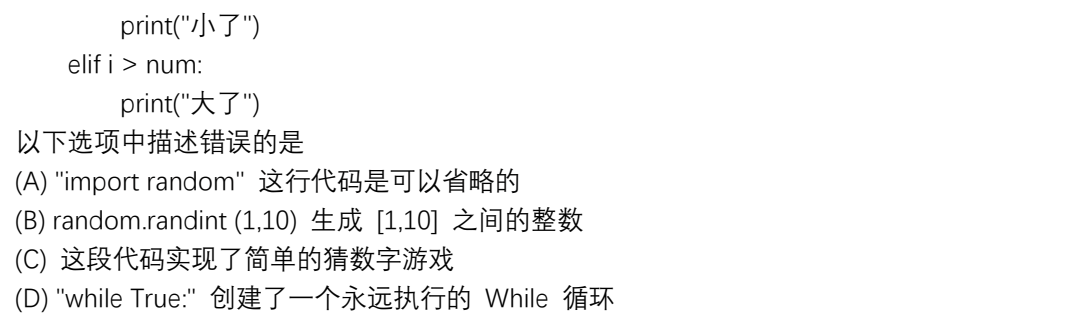 print("小了")
elif i > num:
print("大了")
以下选项中描述错误的是
(A) "import random" 这行代码是可以省略的
(B) random.randint (1,10) 生成 [1,10] 之间的整数
(C) 这段代码实现了简单的猜数字游戏
(D) "while True:" 创建了一个永远执行的 While 循环